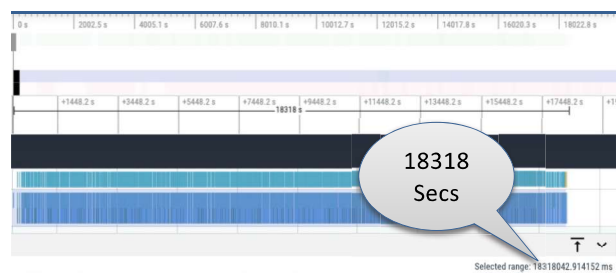 0 s 2002.5 s 4005.1 s 6007.6 s 8010.1 s 10012.7 s 12015.2 s 14017.8 s 16020.3 s 18022.8 s
+1448.2 s +3448.2 s +5448.2 s +7448.2 s +9448.2 s +11448.2 s +13448.2 s +15448.2 s +17448.2 s
18318 s
18318
Secs
Selected range: 18318042.914152 ms